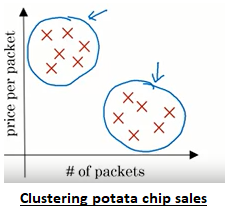 price per packet
# of packets
Clustering potata chip sales